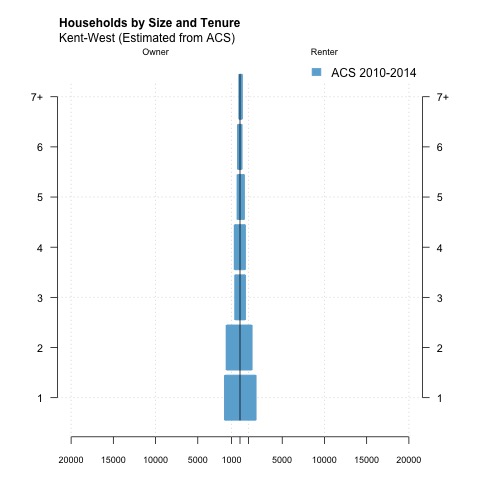 Households by Size and Tenure
Kent-West (Estimated from ACS)
Owner Renter
ACS 2010-2014
7+ 7+
6 6
5 5
4 4
3 3
2 2
1 1
20000 15000 10000 5000 1000 5000 10000 15000 20000